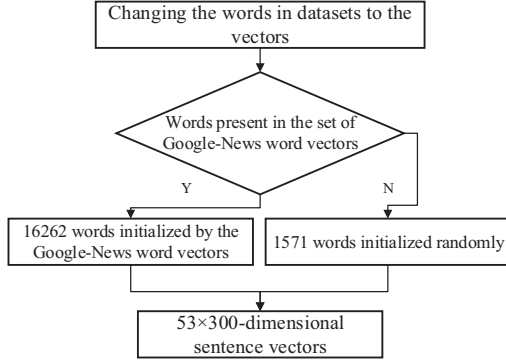 Changing the words in datasets to the
vectors
Words present in the set of
Google-News word vectors
Y
N
16262 words initialized by the
Google-News word vectors
1571 words initialized randomly
53×300-dimensional
sentence vectors